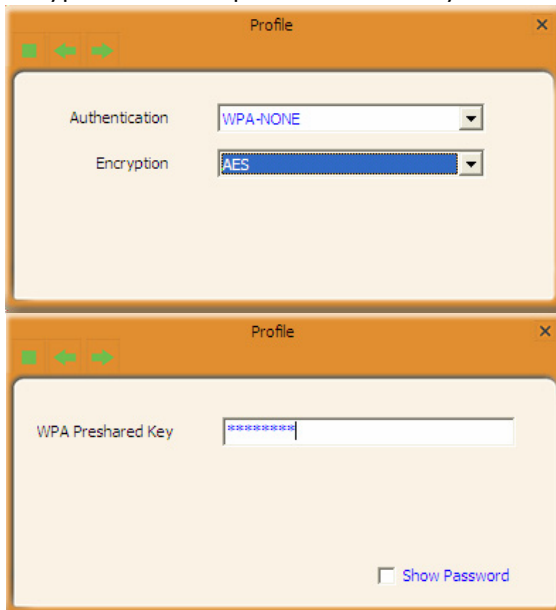 Profile
Authentication WPA-NONE
Encryption AES
Profile
WPA Preshared Key ********
Show Password